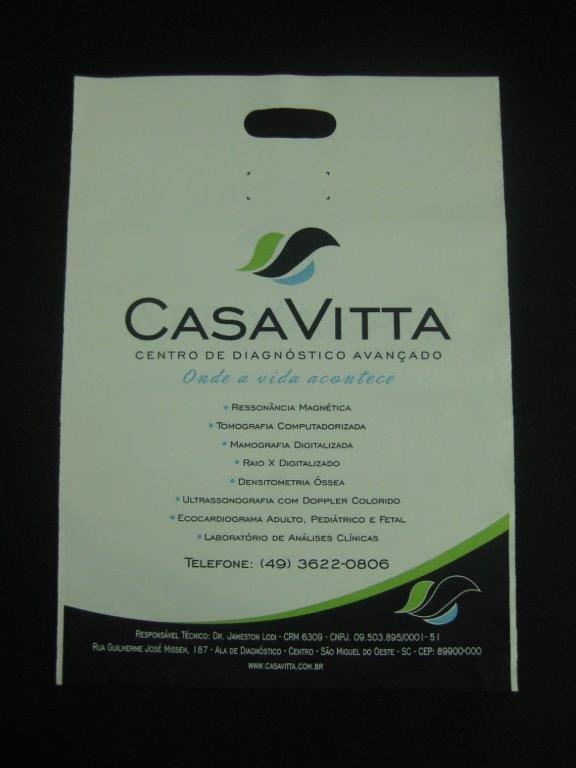 CASAVITTA
CENTRO DE DIAGNÓSTICO AVANÇADO
Onde a vida acontece
• RESSONÂNCIA MAGNÉTICA
• TOMOGRAFIA COMPUTADORIZADA
• MAMOGRAFIA DIGITALIZADA
• RAIO X DIGITALIZADO
• DENSITOMETRIA ÓSSEA
• ULTRASSONOGRAFIA COM DOPPLER COLORIDO
• ECOCARDIOGRAMA ADULTO, PEDIÁTRICO E FETAL
• LABORATÓRIO DE ANÁLISES CLÍNICAS
TELEFONE: (49) 3622-0806
RESPONSÁVEL TÉCNICO: DR. JAMESTON LODI - CRM 6309 - CNPJ. 09.503.895/0001-51
RUA GUILHERME JOSÉ MISSEN, 187 - ALA DE DIAGNÓSTICO - CENTRO - SÃO MIGUEL DO OESTE - SC - CEP: 89900-000
WWW.CASAVITTA.COM.BR